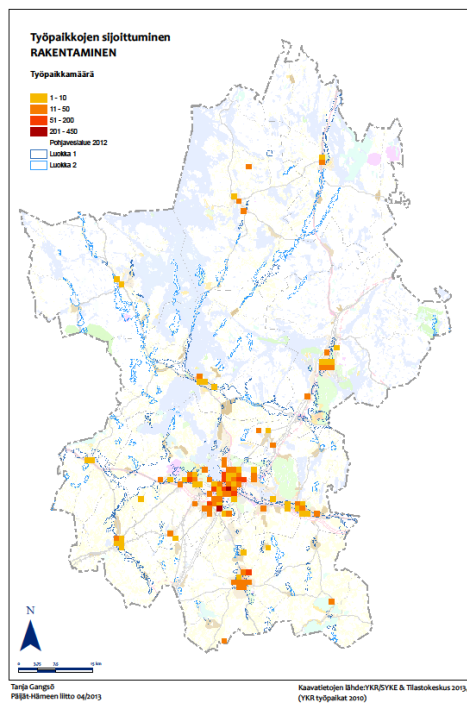 Työpaikkojen sijoittuminen
RAKENTAMINEN
Työpaikkamäärä
1 - 10
11 - 50
51 - 200
201 - 450
Pohjavesialue 2012
Luokka 1
Luokka 2
N
15 km
Tanja Gangsö
Päijät-Hämeen liitto 04/2013
Kaavatietojen lähde:YKR/SYKE & Tilastokeskus 2013,
(YKR työpaikat 2010)